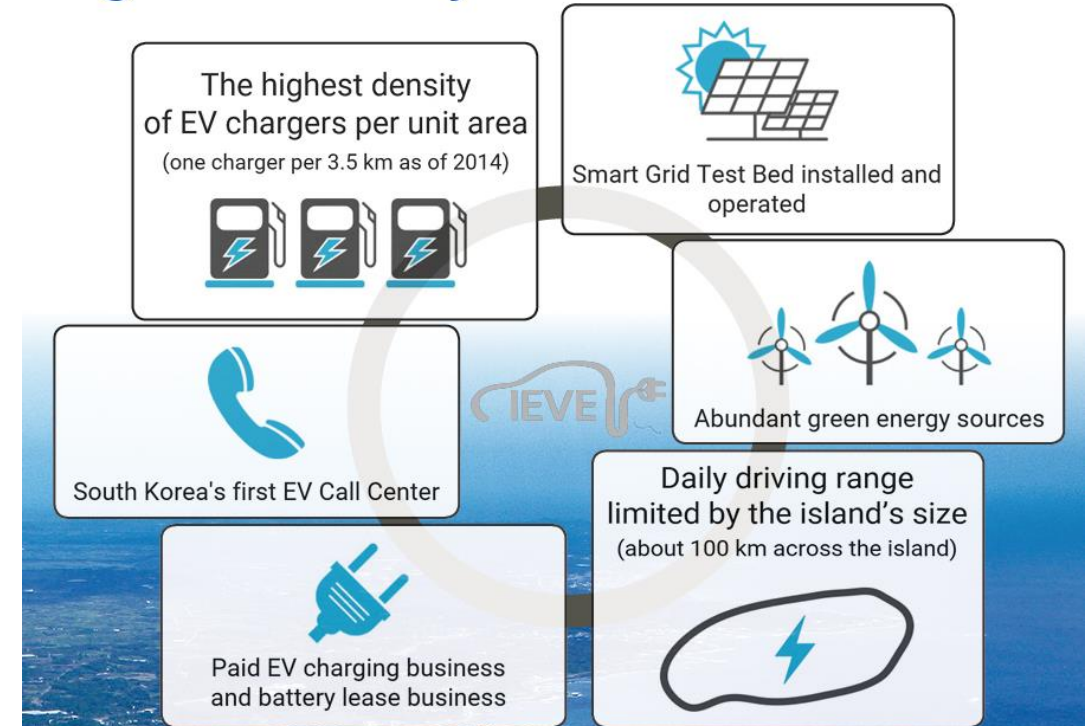 The highest density
of EV chargers per unit area
(one charger per 3.5 km as of 2014)
Smart Grid Test Bed installed and
operated
Abundant green energy sources
IEVE
South Korea's first EV Call Center
Daily driving range
limited by the island’s size
(about 100 km across the island)
Paid EV charging business
and battery lease business